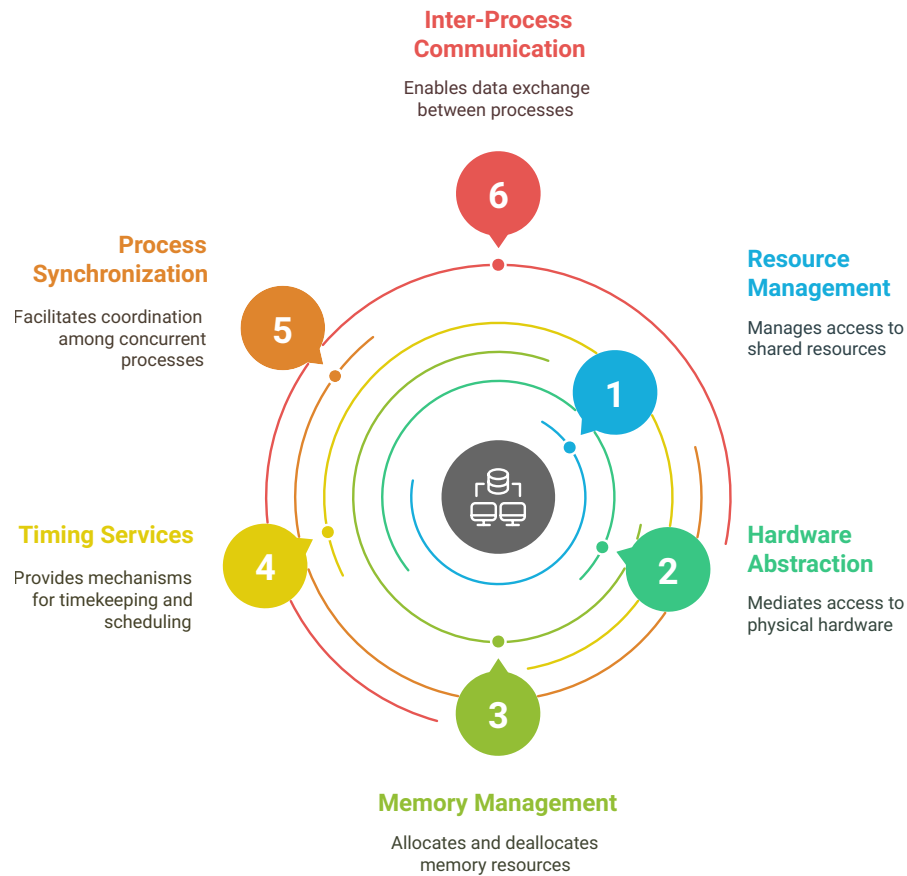 Inter-Process
Communication
Enables data exchange
between processes
6
Process
Synchronization
Facilitates coordination
among concurrent
processes
5
Resource
Management
Manages access to
shared resources
1
Timing Services
Provides mechanisms
for timekeeping and
scheduling
4
Hardware
Abstraction
Mediates access to
physical hardware
2
3
Memory Management
Allocates and deallocates
memory resources